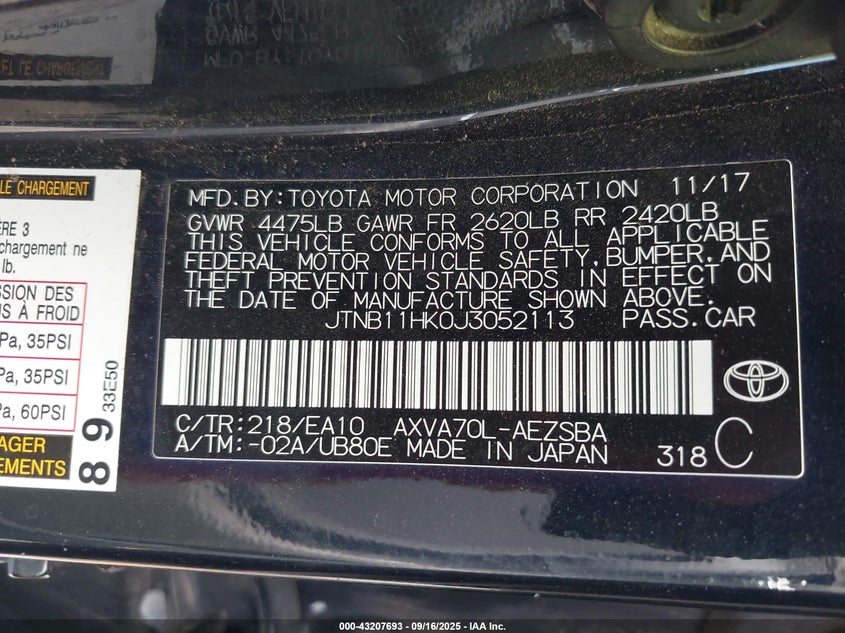 MFD. BY: TOYOTA MOTOR CORPORATION 11/17
GVWR 4475LB GAWR FR 2620LB RR 2420LB
THIS VEHICLE CONFORMS TO ALL APPLICABLE
FEDERAL MOTOR VEHICLE SAFETY, BUMPER, AND
THEFT PREVENTION STANDARDS IN EFFECT ON
THE DATE OF MANUFACTURE SHOWN ABOVE.
JTNB11HK0J3052113 PASS. CAR
C/TR: 218/EA10 AXVA70L-AEZSBA
A/TM: -02A/UB80E MADE IN JAPAN 318 C
LE CHARGEMENT
3
chargement ne
lb.
SSION DES
S À FROID
Pa, 35PSI
Pa, 35PSI
Pa, 60PSI
AGER
EMENTS
89
33E50
000-43207693 - 09/16/2025 - IAA Inc.